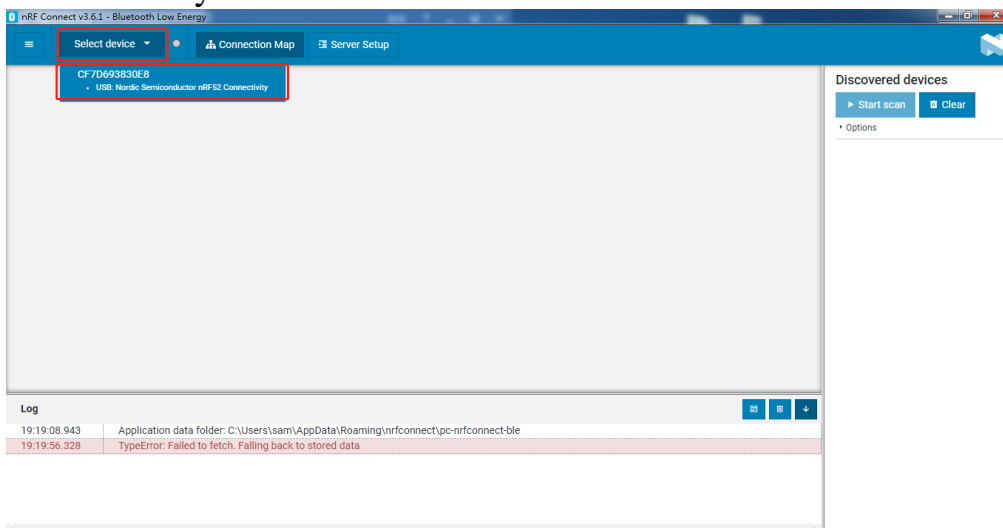 nRF Connect v3.6.1 - Bluetooth Low Energy
Select device
Connection Map
Server Setup
CF7D693830E8
• USB: Nordic Semiconductor nRF52 Connectivity
Discovered devices
Start scan
Clear
Options
Log
19:19:08.943 Application data folder: C:\Users\sam\AppData\Roaming\nrfconnect\pc-nrfconnect-ble
19:19:56.328 TypeError: Failed to fetch. Falling back to stored data